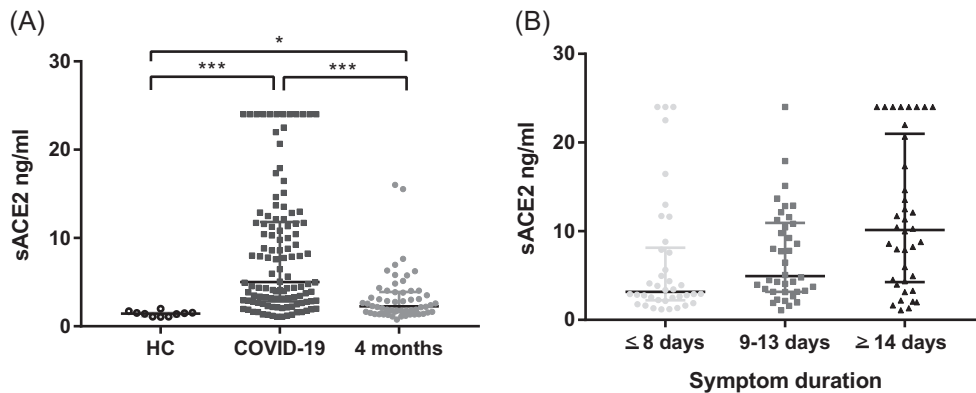 (A)
*
***
***
30
20
10
0
sACE2 ng/ml
HC
COVID-19
4 months
(B)
30
20
10
0
sACE2 ng/ml
≤ 8 days
9-13 days
≥ 14 days
Symptom duration